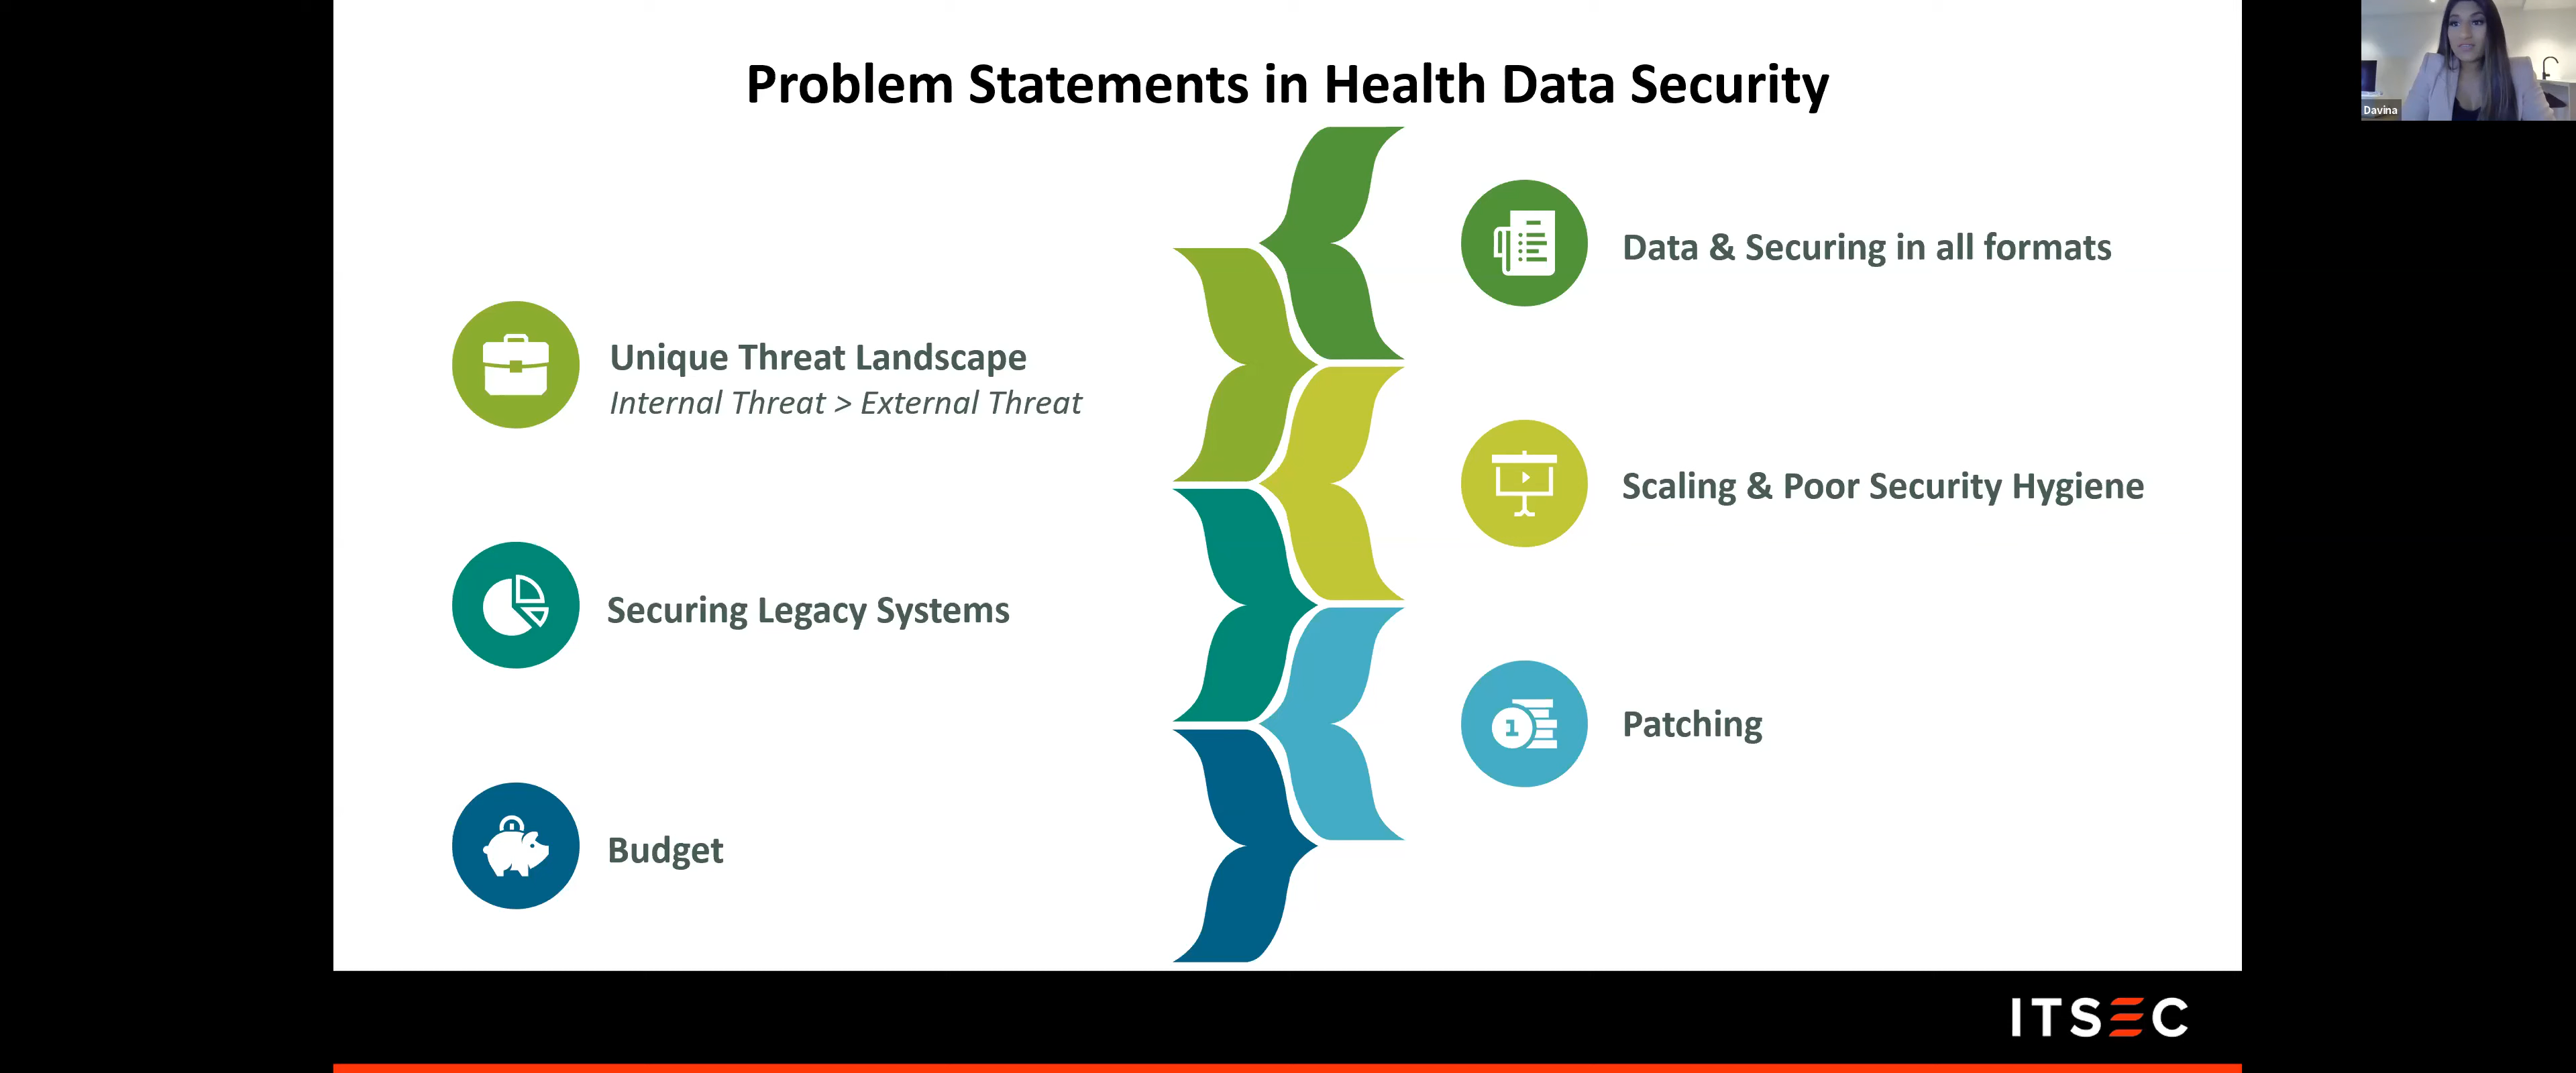 Problem Statements in Health Data Security
Davina
Data & Securing in all formats
Unique Threat Landscape
Internal Threat > External Threat
Scaling & Poor Security Hygiene
Securing Legacy Systems
1
Patching
Budget
ITSEC